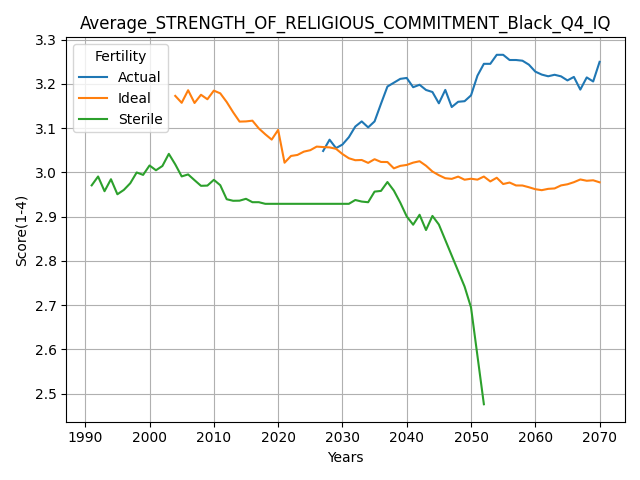 Average_STRENGTH_OF_RELIGIOUS_COMMITMENT_Black_Q4_IQ
Fertility
Actual
Ideal
Sterile
Score(1-4)
3.3
3.2
3.1
3.0
2.9
2.8
2.7
2.6
2.5
1990 2000 2010 2020 2030 2040 2050 2060 2070
Years